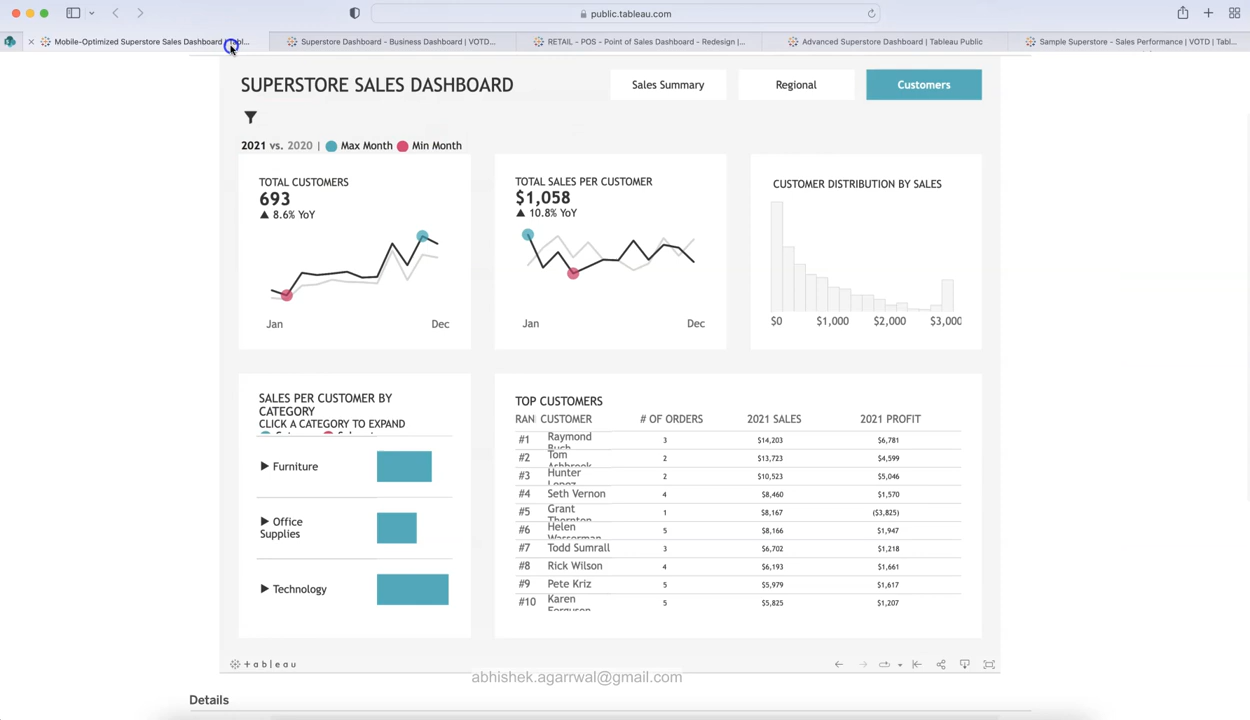 public.tableau.com
Mobile-Optimized Superstore Sales Dashboard | Tabl...
Superstore Dashboard - Business Dashboard | VOTD...
RETAIL - POS - Point of Sales Dashboard - Redesign |...
Advanced Superstore Dashboard | Tableau Public
Sample Superstore - Sales Performance | VOTD | Tabl...
SUPERSTORE SALES DASHBOARD
Sales Summary
Regional
Customers
2021 vs. 2020 | Max Month Min Month
TOTAL CUSTOMERS
693
▲ 8.6% YoY
Jan Dec
TOTAL SALES PER CUSTOMER
$1,058
▲ 10.8% YoY
Jan Dec
CUSTOMER DISTRIBUTION BY SALES
$0 $1,000 $2,000 $3,000
SALES PER CUSTOMER BY
CATEGORY
CLICK A CATEGORY TO EXPAND
Furniture
Office
Supplies
Technology
TOP CUSTOMERS
RAN CUSTOMER # OF ORDERS 2021 SALES 2021 PROFIT
#1 Raymond Buch 3 $14,203 $6,781
#2 Tom Ashbrook 2 $13,723 $4,599
#3 Hunter Lopez 2 $10,523 $5,046
#4 Seth Vernon 4 $8,460 $1,570
#5 Grant Thornton 1 $8,167 ($3,825)
#6 Helen Wasserman 5 $8,166 $1,947
#7 Todd Sumrall 3 $6,702 $1,218
#8 Rick Wilson 4 $6,193 $1,661
#9 Pete Kriz 5 $5,979 $1,617
#10 Karen Ferguson 5 $5,825 $1,207
+ a b l e a u
abhishek.agarrwal@gmail.com
Details